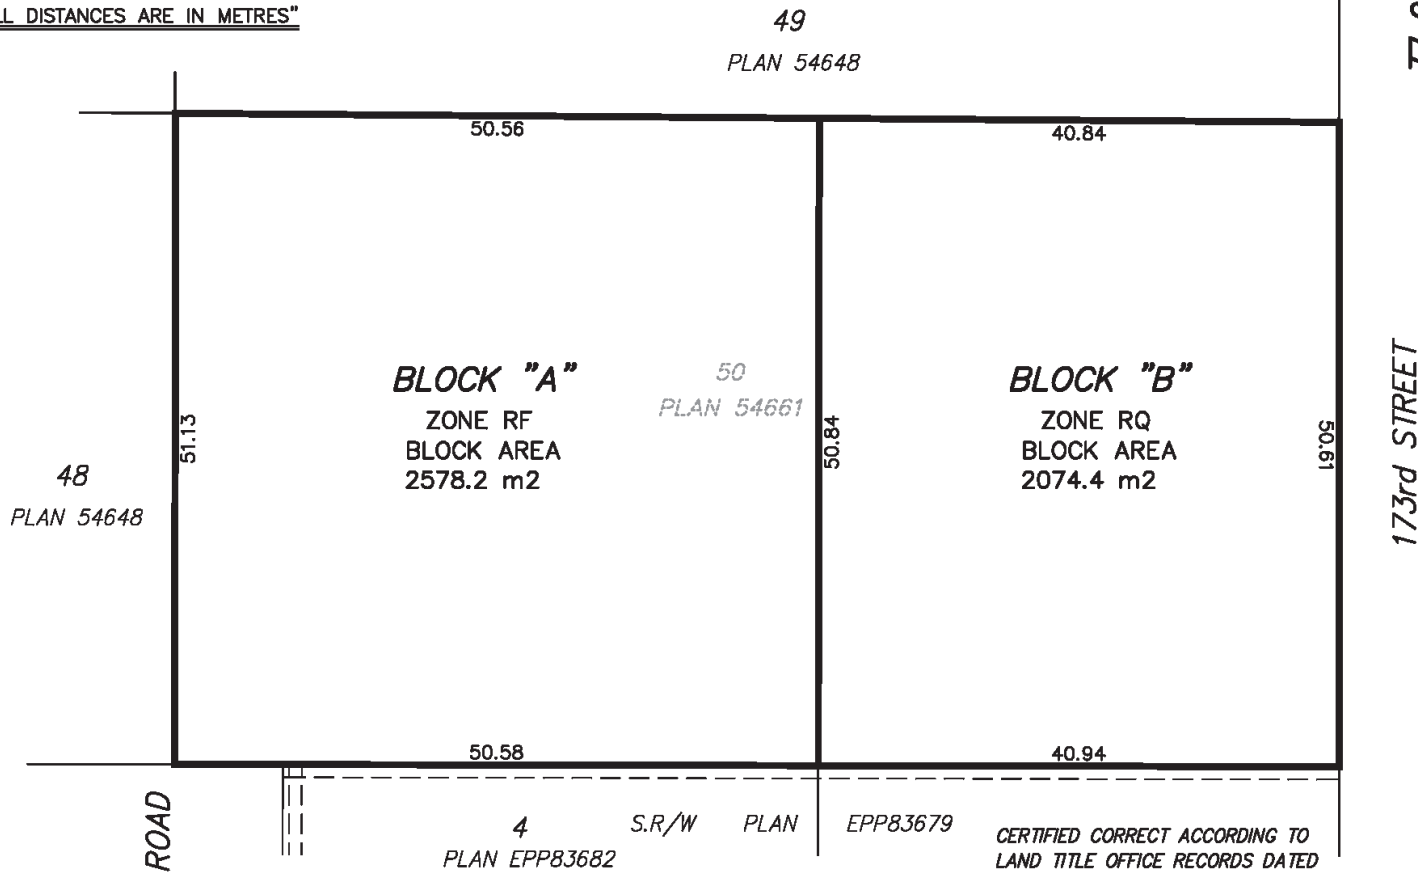 DISTANCES ARE IN METRES"
49
PLAN 54648
50.56
40.84
BLOCK "A"
ZONE RF
BLOCK AREA
2578.2 m2
50
PLAN 54661
BLOCK "B"
ZONE RQ
BLOCK AREA
2074.4 m2
51.13
50.84
50.61
173rd STREET
48
PLAN 54648
50.58
40.94
ROAD
4
PLAN EPP83682
S.R/W PLAN EPP83679
CERTIFIED CORRECT ACCORDING TO
LAND TITLE OFFICE RECORDS DATED